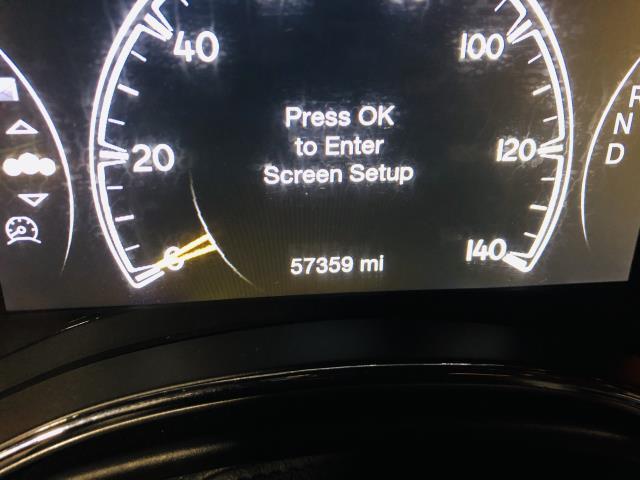 40
100
R
Press OK
N
to Enter
20
120
D
Screen Setup
0
57359 mi
140